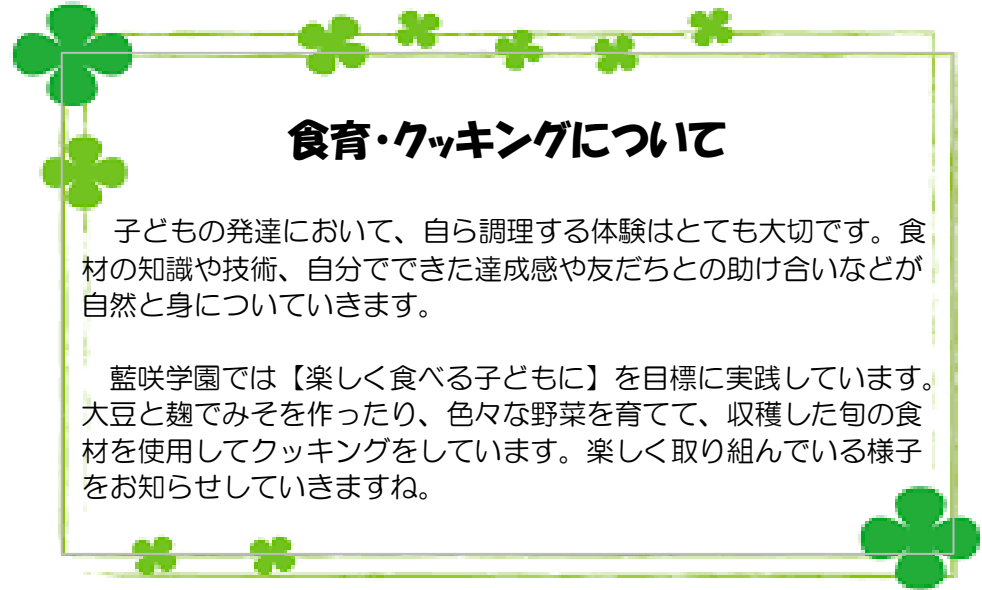 食育・クッキングについて
　子どもの発達において、自ら調理する体験はとても大切です。食
材の知識や技術、自分でできた達成感や友だちとの助け合いなどが
自然と身についていきます。
　藍咲学園では【楽しく食べる子どもに】を目標に実践しています。
大豆と麹でみそを作ったり、色々な野菜を育てて、収穫した旬の食
材を使用してクッキングをしています。楽しく取り組んでいる様子
をお知らせしていきますね。